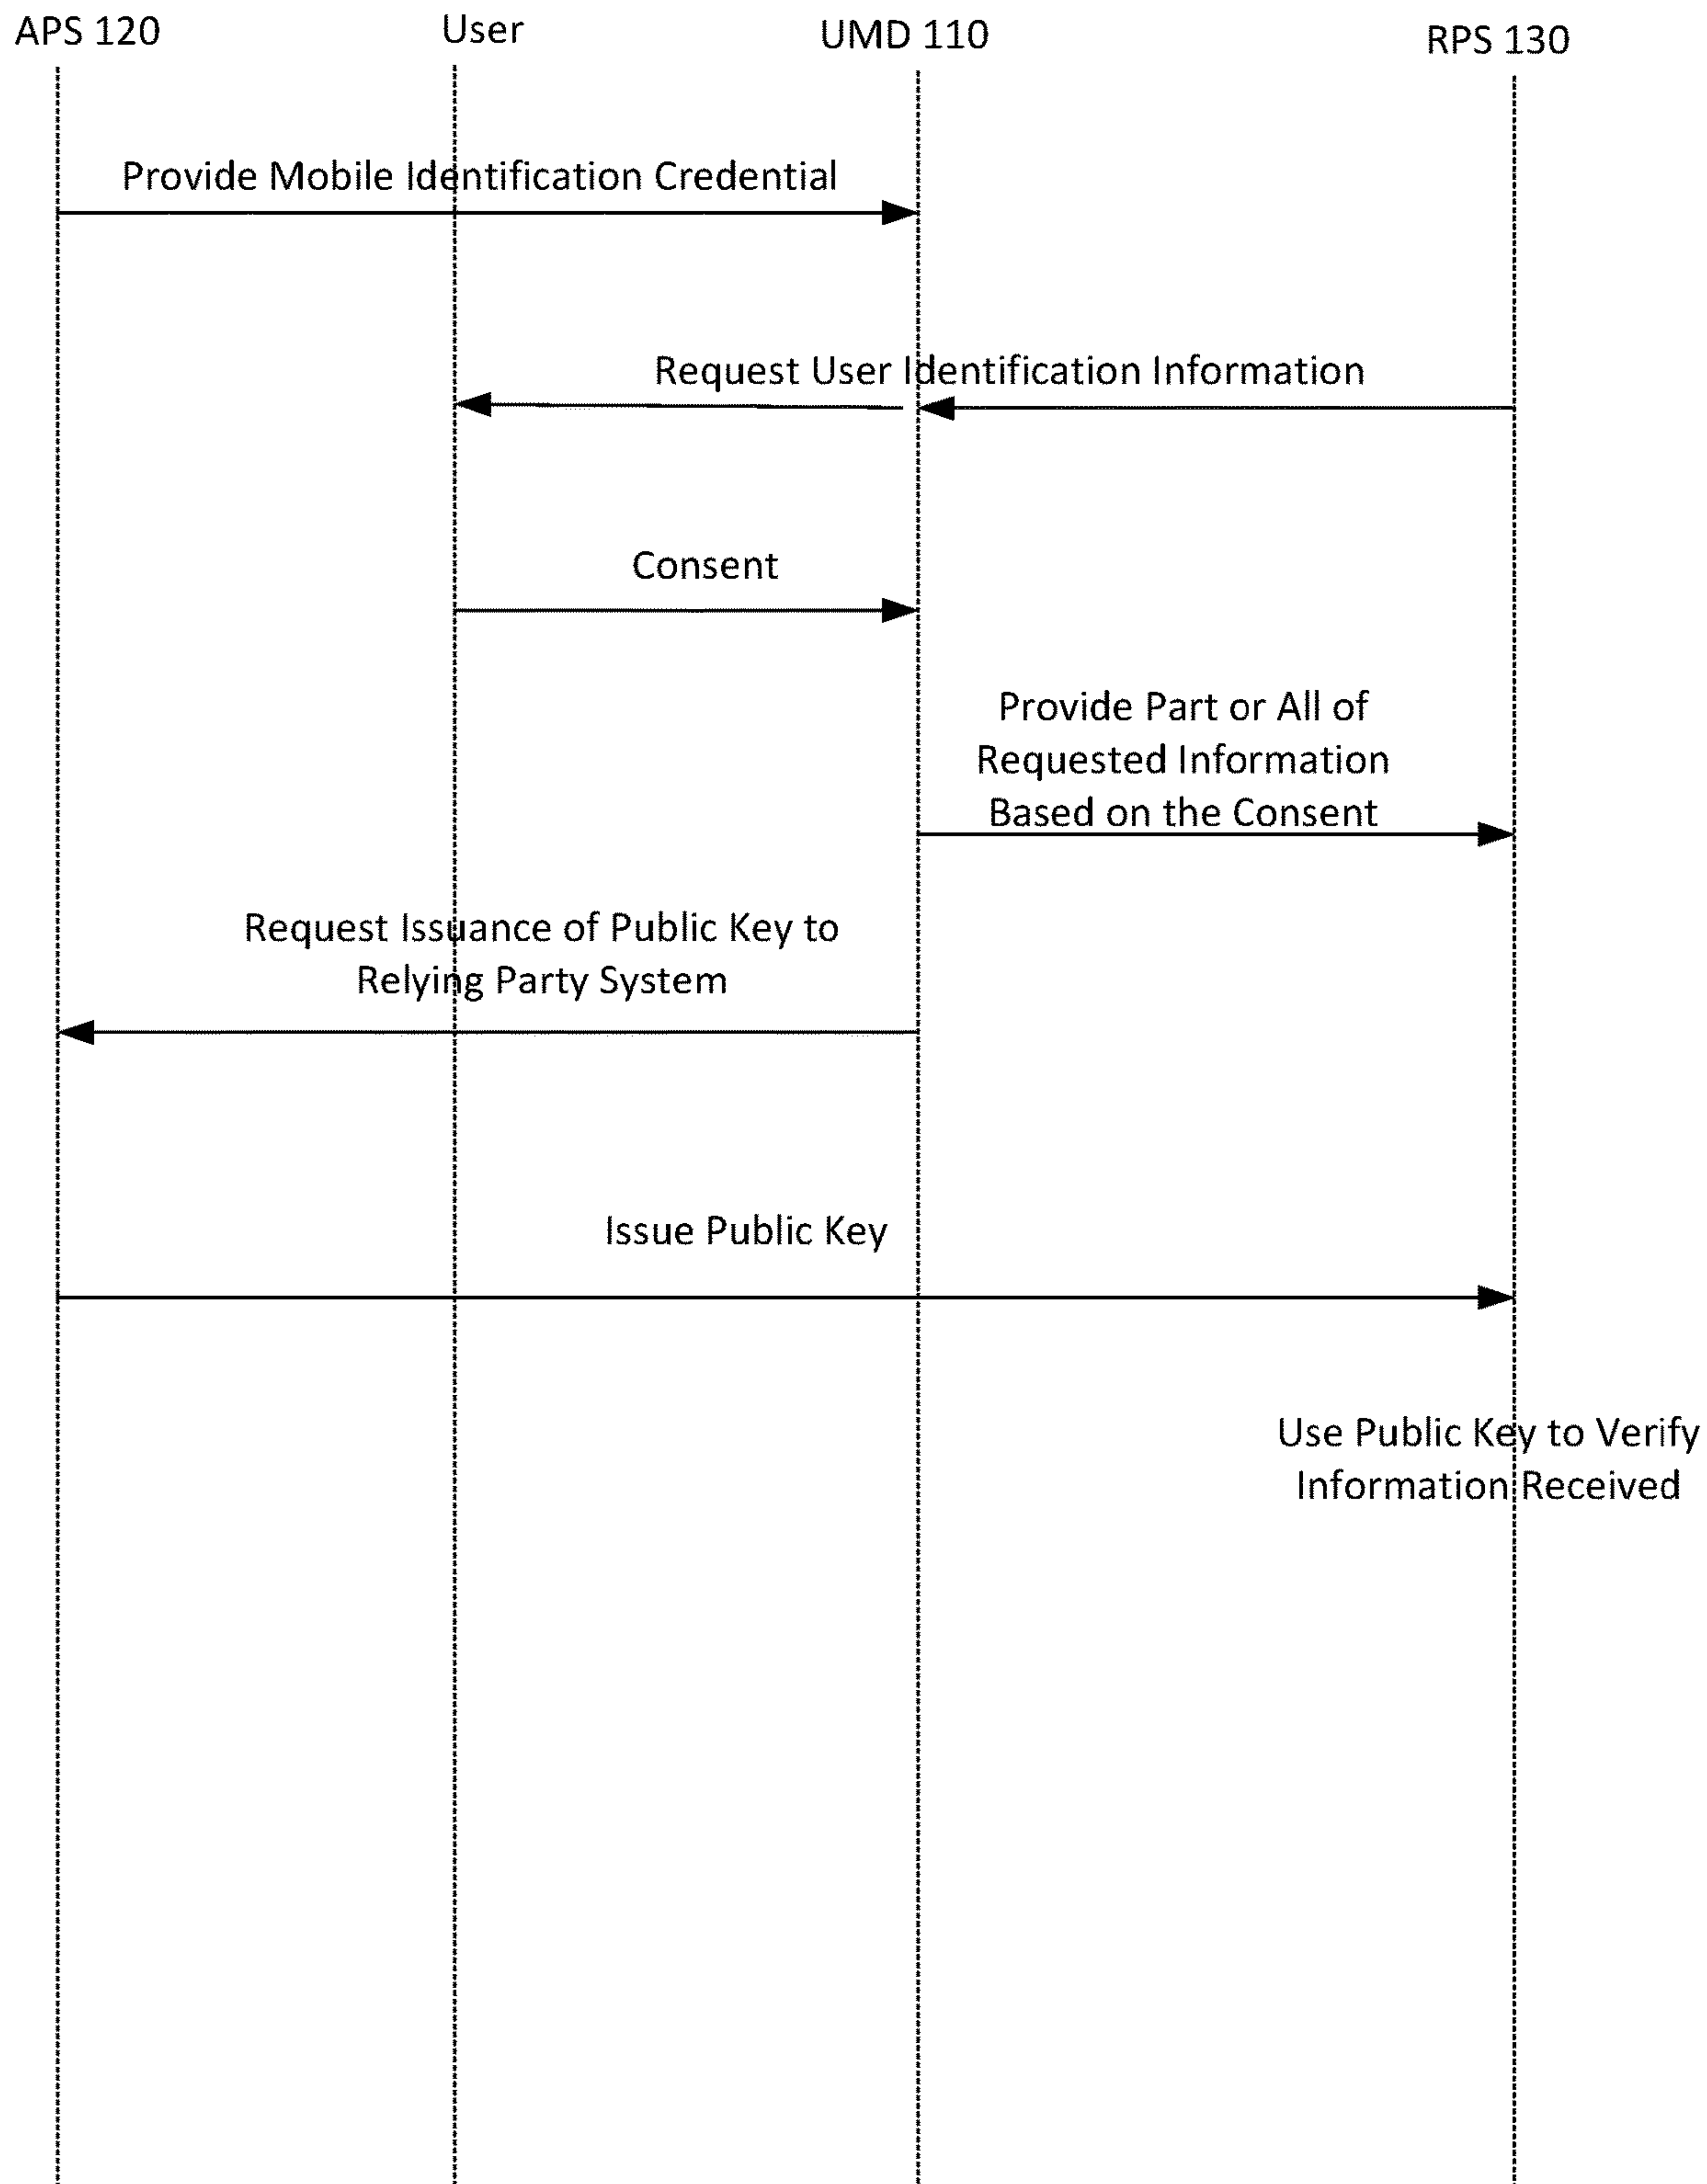 APS 120
User
UMD 110
RPS 130
Provide Mobile Identification Credential
Request User Identification Information
Consent
Provide Part or All of
Requested Information
Based on the Consent
Request Issuance of Public Key to
Relying Party System
Issue Public Key
Use Public Key to Verify
Information Received